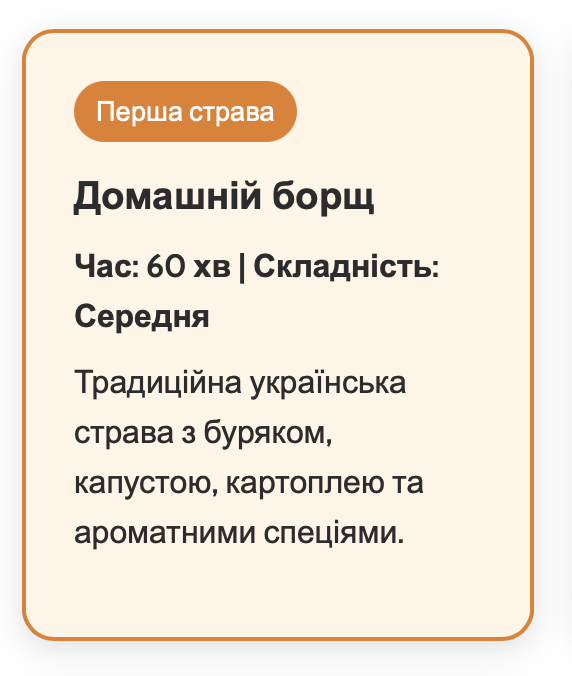 Перша страва
Домашній борщ
Час: 60 хв | Складність:
Середня
Традиційна українська
страва з буряком,
капустою, картоплею та
ароматними спеціями.